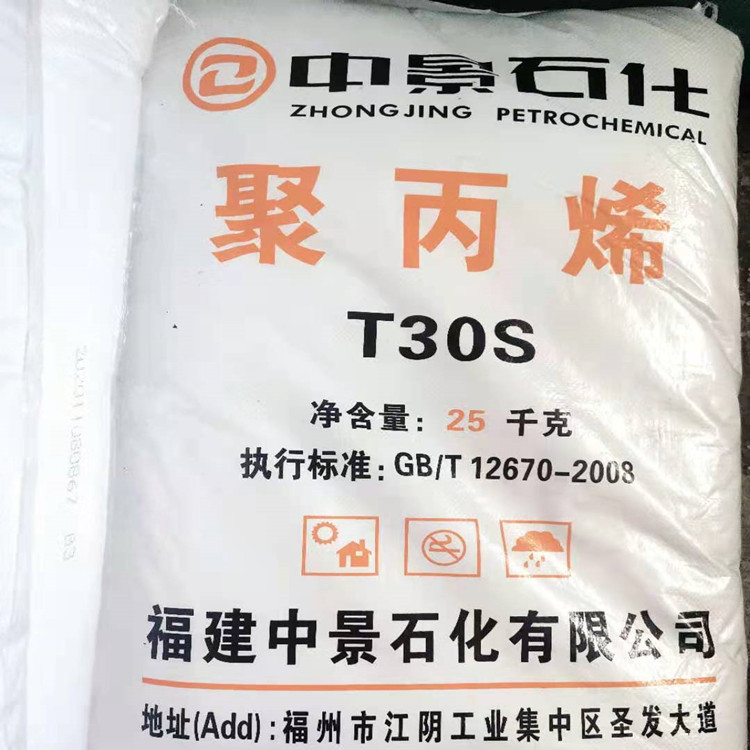 中景石化
ZHONGJING PETROCHEMICAL
聚丙烯
T30S
净含量：25 千克
执行标准：GB/T 12670-2008
福建中景石化有限公司
地址(Add)：福州市江阴工业集中区圣发大道